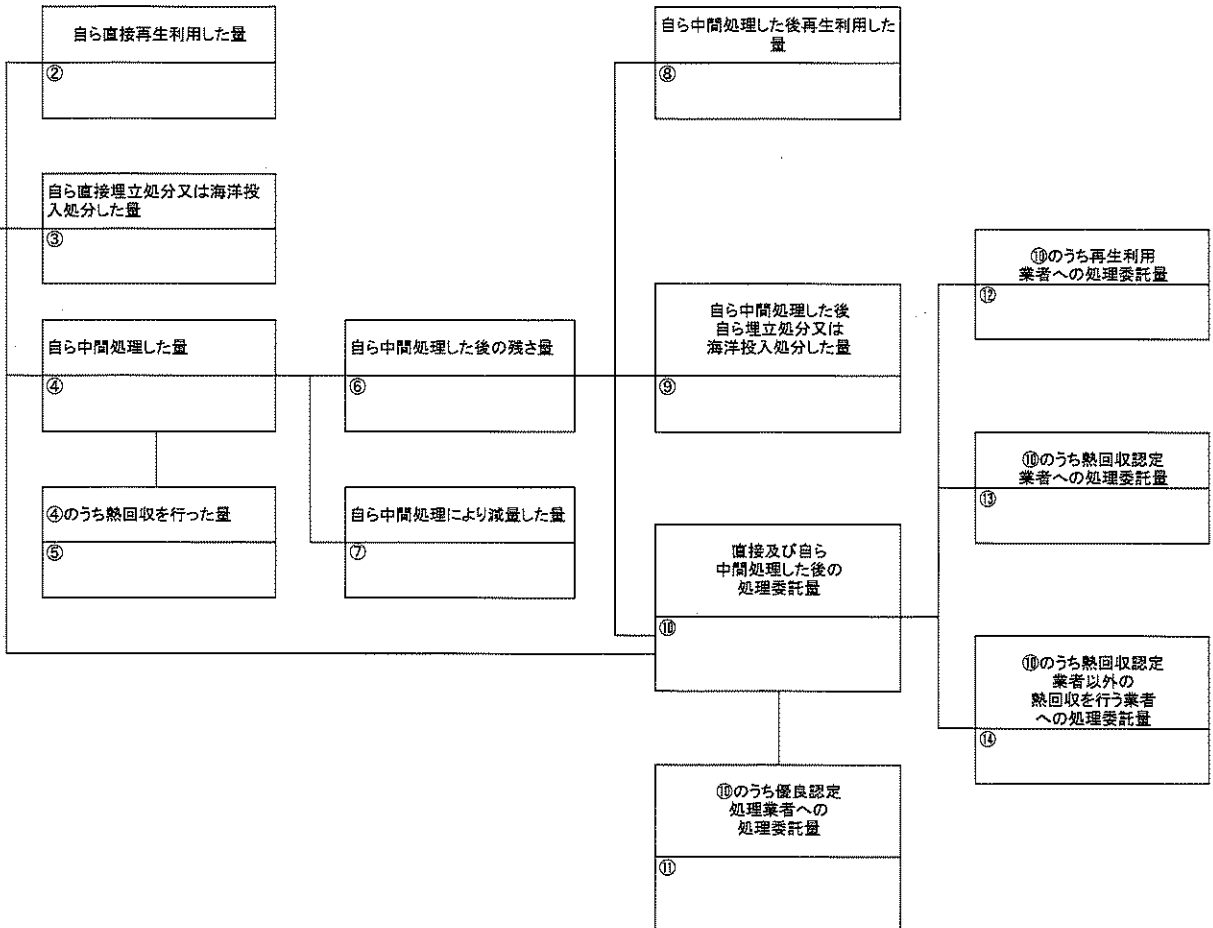 自ら直接再生利用した量
②
自ら直接埋立処分又は海洋投
入処分した量
③
自ら中間処理した量
④
④のうち熱回収を行った量
⑤
自ら中間処理した後の残さ量
⑥
自ら中間処理により減量した量
⑦
自ら中間処理した後再生利用した
量
⑧
自ら中間処理した後
自ら埋立処分又は
海洋投入処分した量
⑨
直接及び自ら
中間処理した後の
処理委託量
⑩
⑩のうち優良認定
処理業者への
処理委託量
⑪
⑩のうち再生利用
業者への処理委託量
⑫
⑩のうち熱回収認定
業者への処理委託量
⑬
⑩のうち熱回収認定
業者以外の
熱回収を行う業者
への処理委託量
⑭